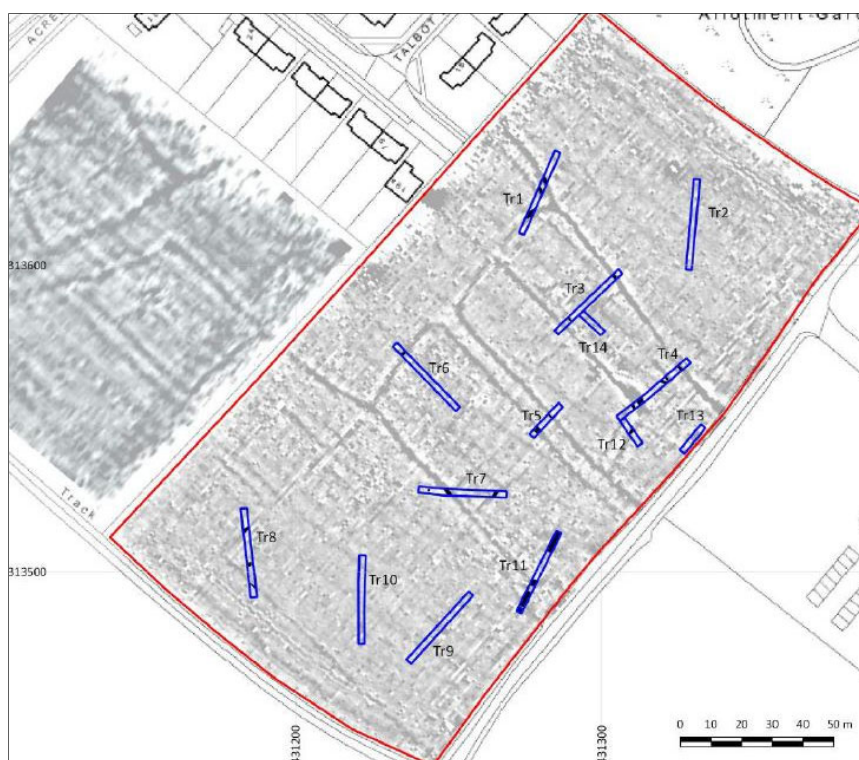 Allotment Gar
ACRE
TALBOT
Tr1
Tr2
313600
Tr3
Tr14
Tr4
Tr6
Tr5
Tr13
Tr12
Tr7
Track
Tr8
Tr11
313500
Tr10
Tr9
431200
431300
0 10 20 30 40 50 m